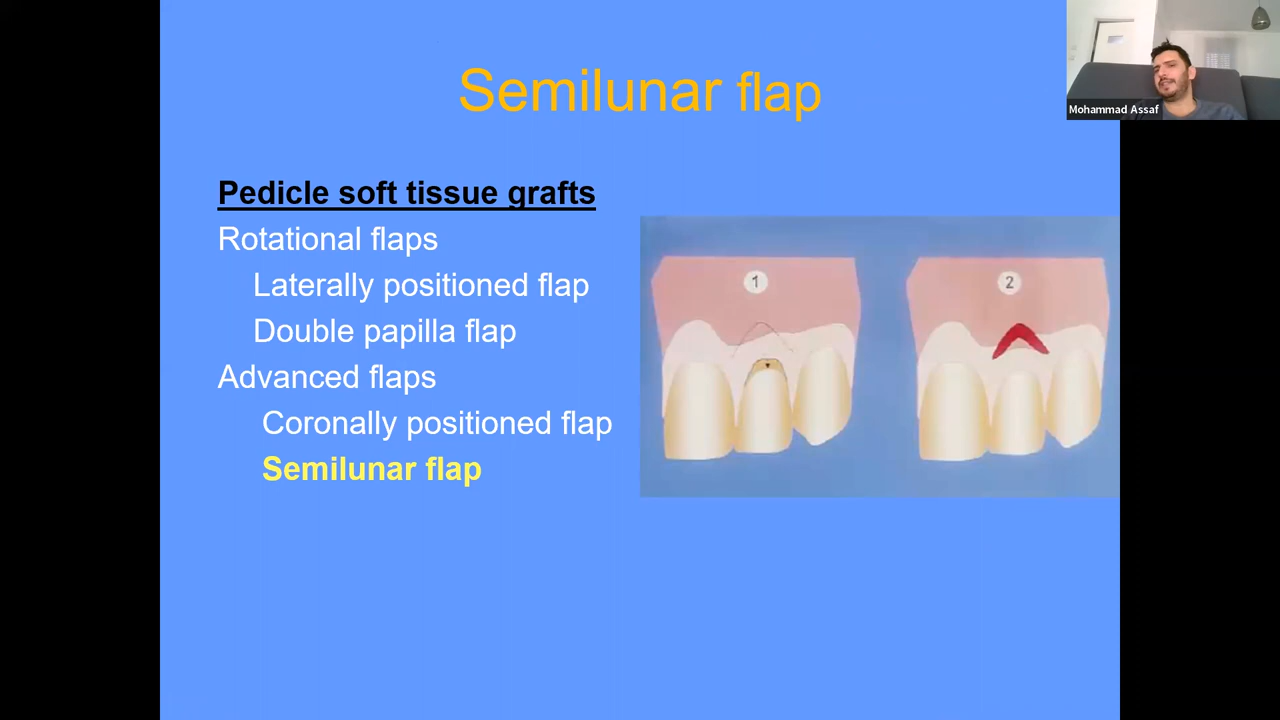 Semilunar flap
Mohammad Assaf
Pedicle soft tissue grafts
Rotational flaps
Laterally positioned flap
Double papilla flap
Advanced flaps
Coronally positioned flap
Semilunar flap
1
2